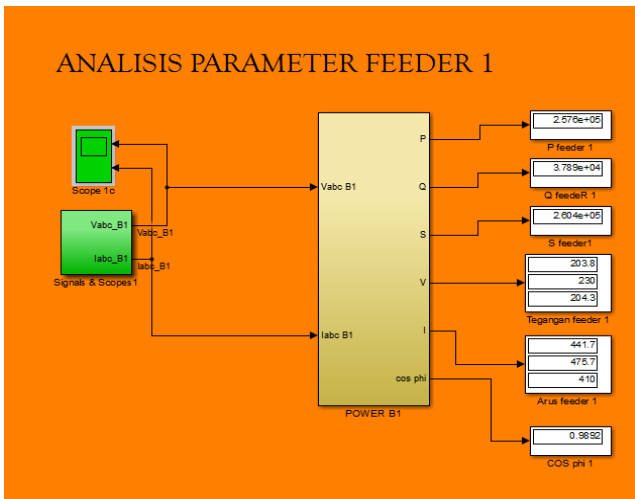 ANALISIS PARAMETER FEEDER 1
Scope 1c
Vabc_B1
Iabc_B1
Vabc_B1
Iabc_B1
Signals & Scopes1
Vabc B1
Iabc B1
P
Q
S
V
I
cos phi
POWER B1
2.576e+05
P feeder 1
3.789e+04
Q feedeR 1
2.604e+05
S feeder1
203.8
230
204.3
Tegangan feeder 1
441.7
475.7
410
Arus feeder 1
0.9892
COS phi 1